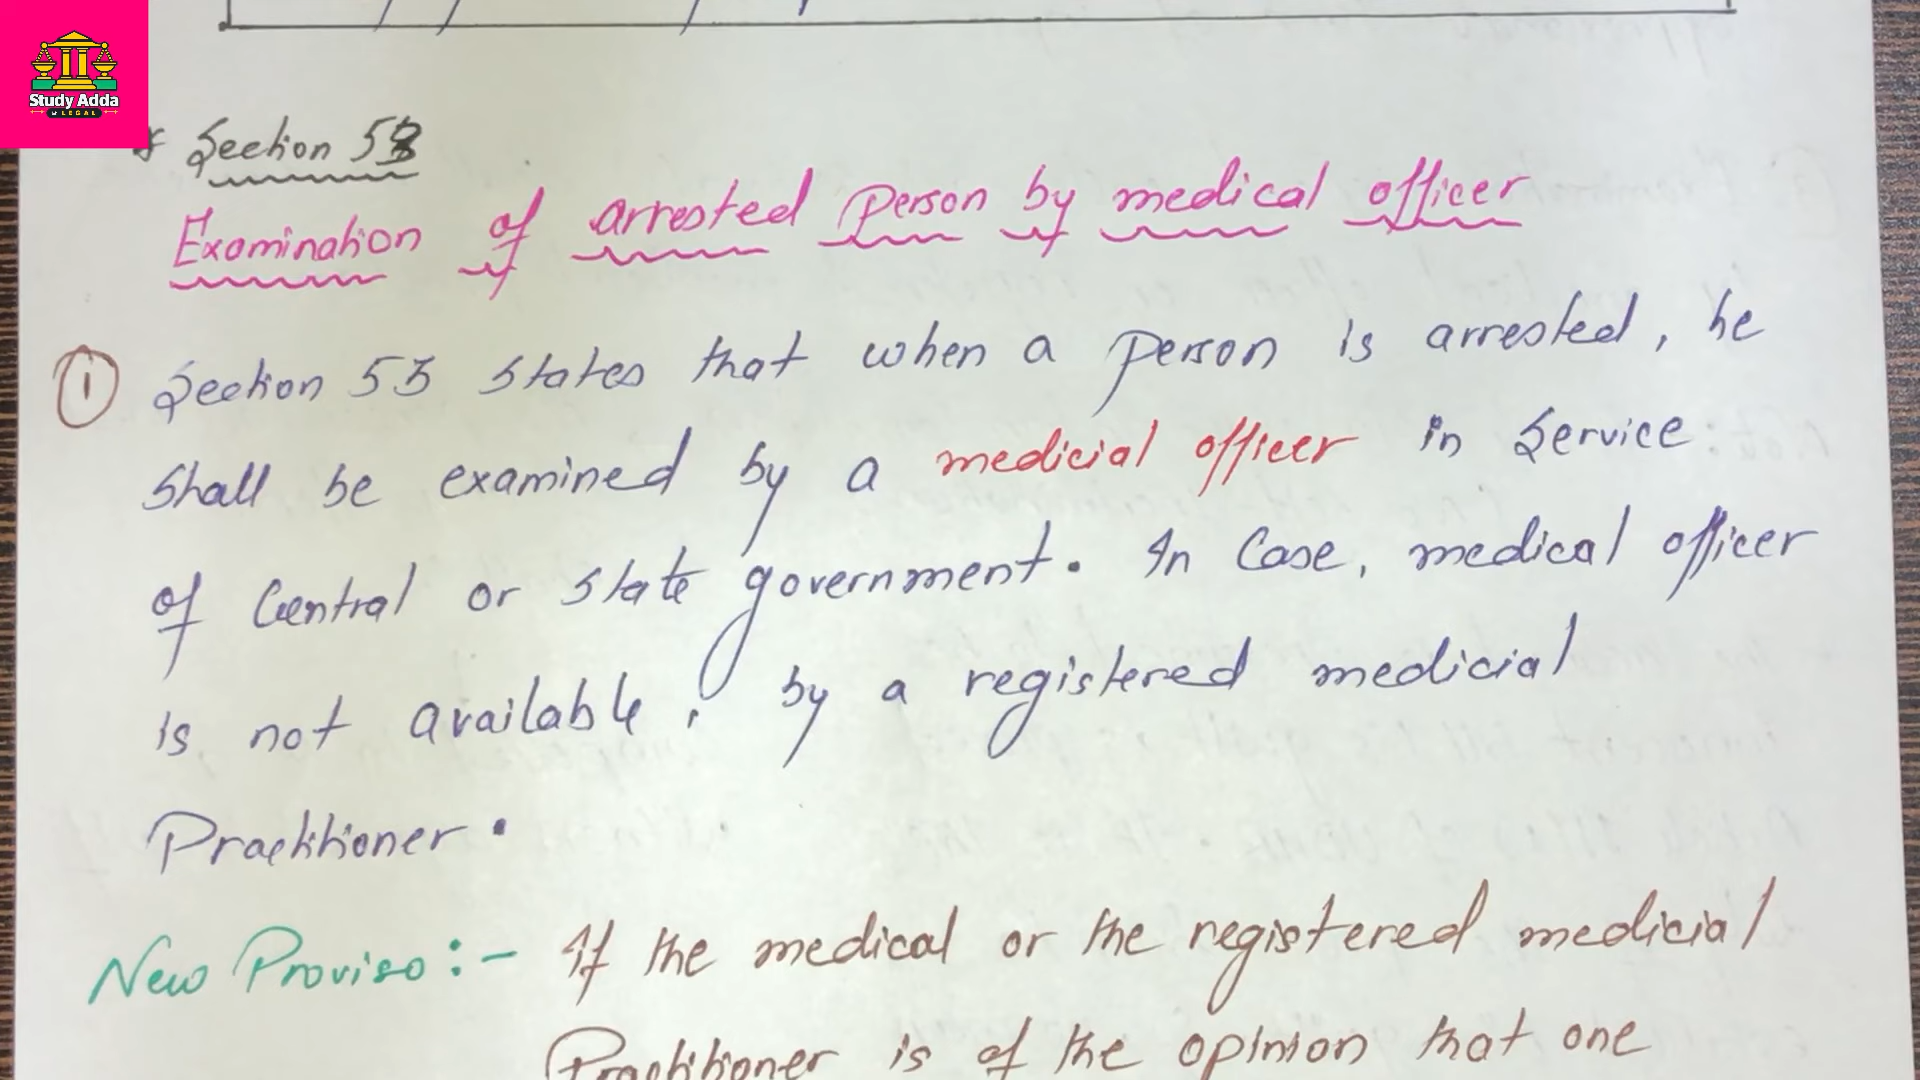 Study Adda
LEGAL
Section 53
Examination of arrested Person by medical officer
① Section 53 States that when a person is arrested, he
Shall be examined by a medicial officer in Service
of Central or State government. In Case, medical officer
is not available, by a registered medicial
Practitioner.
New Proviso:- If the medical or the registered medicial
Practitioner is of the opinion that one